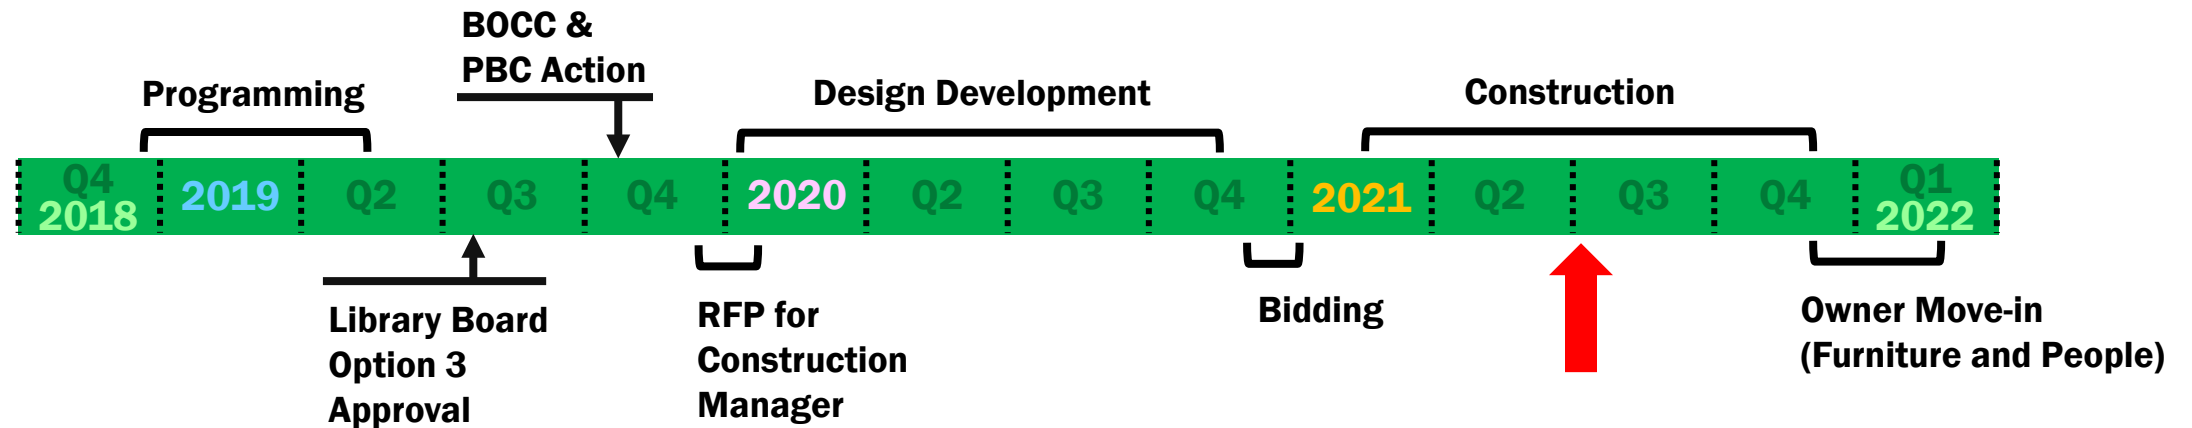 BOCC &
PBC Action
Programming
Design Development
Construction
Q4
2018
2019
Q2
Q3
Q4
2020
Q2
Q3
Q4
2021
Q2
Q3
Q4
Q1
2022
Library Board
Option 3
Approval
RFP for
Construction
Manager
Bidding
Owner Move-in
(Furniture and People)